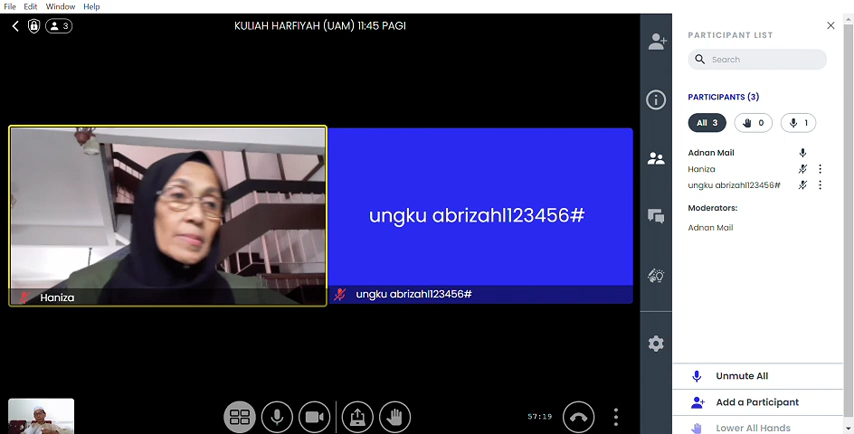 File Edit Window Help
3
KULIAH HARFIYAH (UAM) 11:45 PAGI
Haniza
ungku abrizahl123456#
ungku abrizahl123456#
57:19
PARTICIPANT LIST
Search
PARTICIPANTS (3)
All 3 0 1
Adnan Mail
Haniza
ungku abrizahl123456#
Moderators:
Adnan Mail
Unmute All
Add a Participant
Lower All Hands